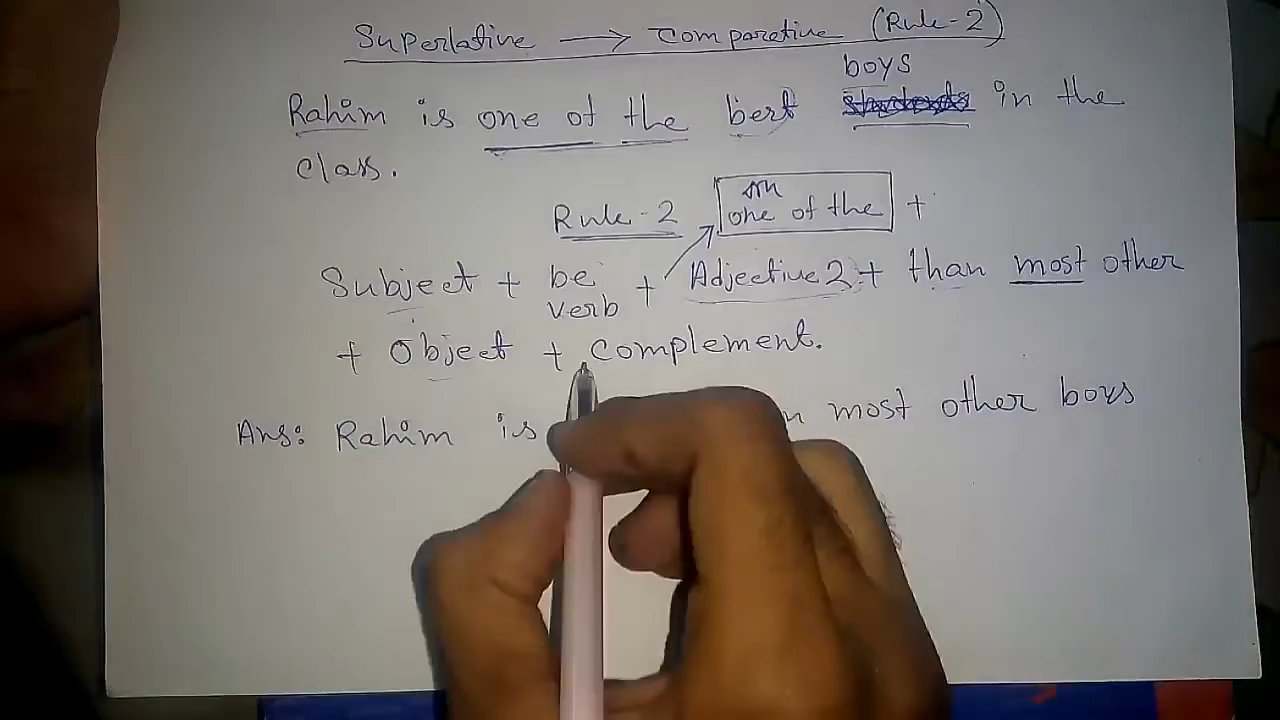 Superlative → Comparetive (Rule-2)
boys
Rahim is one of the best in the
class.
Rule-2 one of the +
Subject + be verb + Adjective 2 + than most other
+ Object + Complement.
Ans: Rahim is most other boys